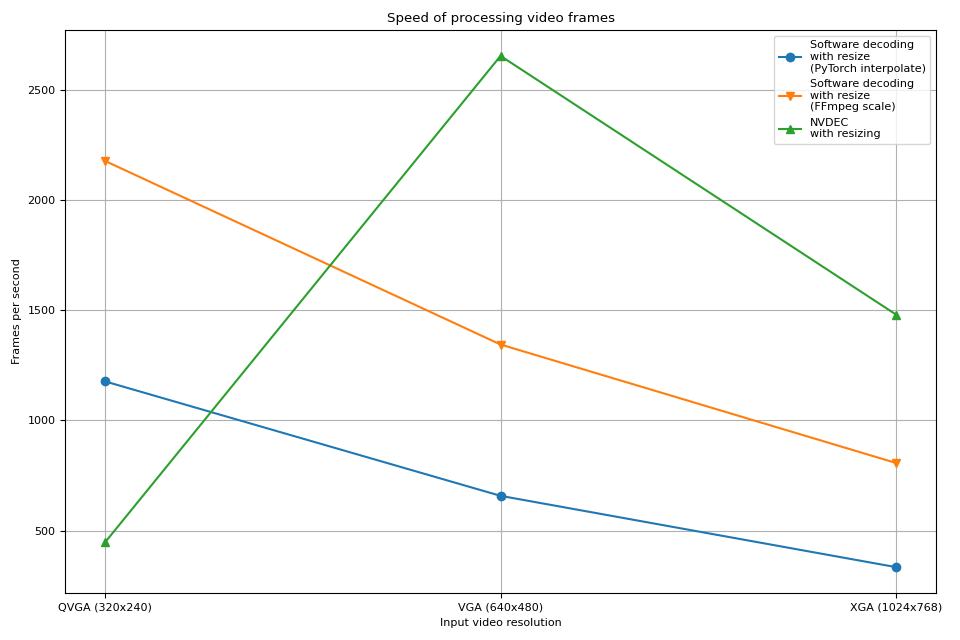 Speed of processing video frames
Software decoding
with resize
(PyTorch interpolate)
Software decoding
with resize
(FFmpeg scale)
NVDEC
with resizing
Frames per second
2500
2000
1500
1000
500
QVGA (320x240)
VGA (640x480)
XGA (1024x768)
Input video resolution